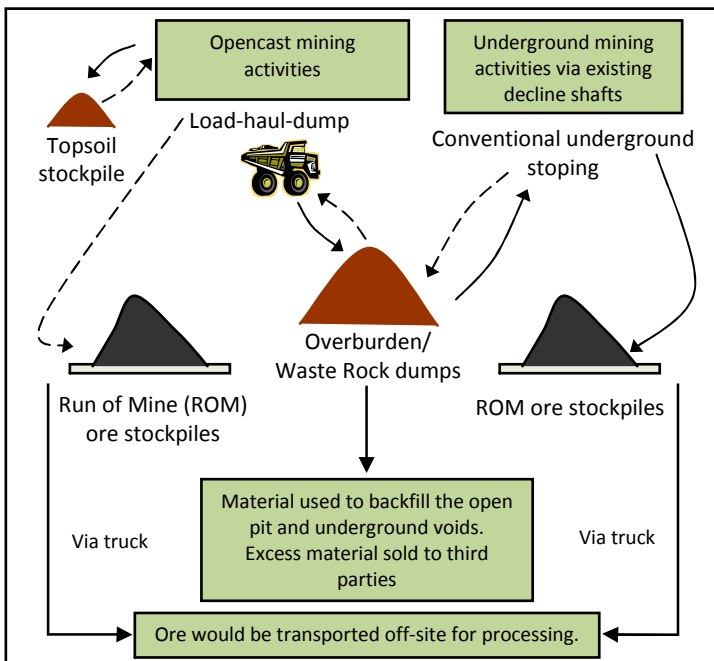 Opencast mining
activities
Underground mining
activities via existing
decline shafts
Load-haul-dump
Topsoil
stockpile
Conventional underground
stoping
Overburden/
Waste Rock dumps
Run of Mine (ROM)
ore stockpiles
ROM ore stockpiles
Material used to backfill the open
pit and underground voids.
Excess material sold to third
parties
Via truck
Via truck
Ore would be transported off-site for processing.